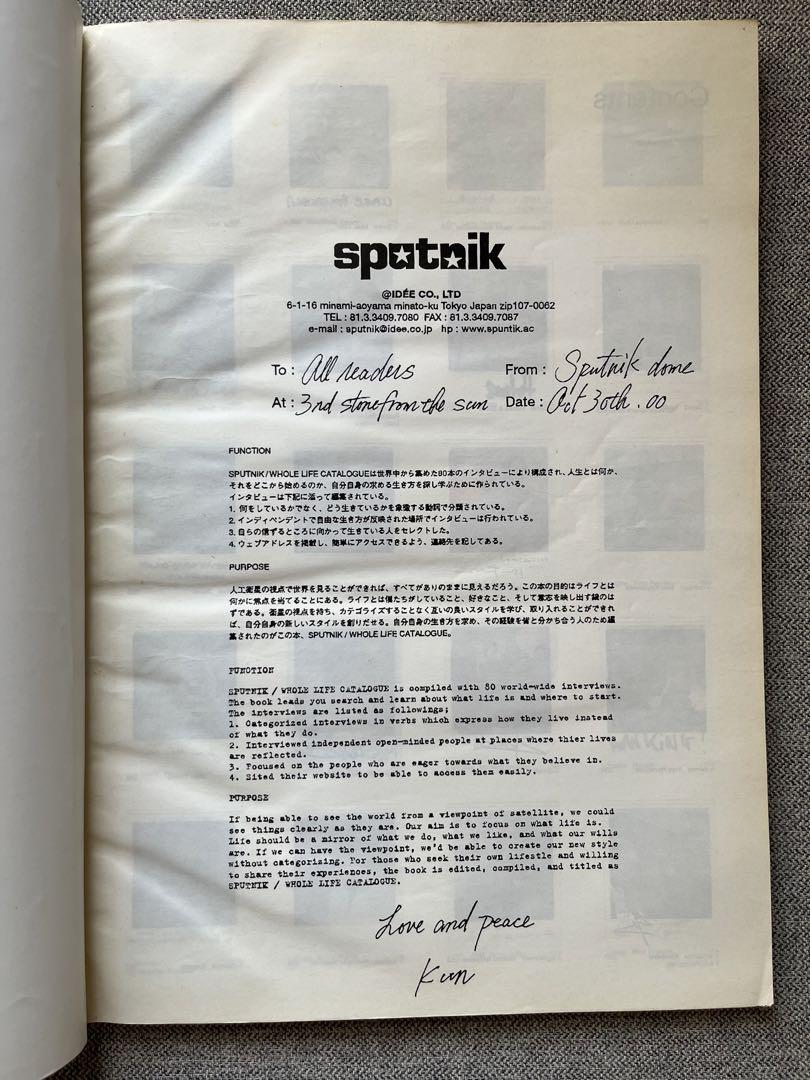 sputnik
@IDÉE CO., LTD
6-1-16 minami-aoyama minato-ku Tokyo Japan zip107-0062
TEL : 81.3.3409.7080 FAX : 81.3.3409.7087
e-mail : sputnik@idee.co.jp hp : www.spuntik.ac
To : All readers From : Sputnik dome
At : 3rd stone from the sun Date : Oct 30th . 00
FUNCTION
SPUTNIK/WHOLE LIFE CATALOGUEは世界中から集めた80本のインタビューにより構成され、人生とは何か、
それをどこから始めるのか、自分自身の求める生き方を探し学ぶために作られている。
インタビューは下記に添って編集されている。
1. 何をしているかでなく、どう生きているかを象徴する動詞で分類されている。
2. インディペンデントで自由な生き方が反映された場所でインタビューは行われている。
3. 自らの信ずるところに向かって生きている人をセレクトした。
4. ウェブアドレスを掲載し、簡単にアクセスできるよう、連絡先を記してある。
PURPOSE
人工衛星の視点で世界を見ることができれば、すべてがありのままに見えるだろう。この本の目的はライフとは
何かに焦点を当てることにある。ライフとは僕たちがしていること、好きなこと、そして意志を映し出す鏡のは
ずである。衛星の視点を持ち、カテゴライズすることなく互いの良いスタイルを学び、取り入れることができれ
ば、自分自身の新しいスタイルを創りだせる。自分自身の生き方を求め、その経験を皆と分かち合う人のため編
集されたのがこの本、SPUTNIK/WHOLE LIFE CATALOGUE。
FUNCTION
SPUTNIK / WHOLE LIFE CATALOGUE is compiled with 80 world-wide interviews.
The book leads you search and learn about what life is and where to start.
The interviews are listed as followings;
1. Categorized interviews in verbs which express how they live instead
of what they do.
2. Interviewed independent open-minded people at places where thier lives
are reflected.
3. Focused on the people who are eager towards what they believe in.
4. Sited their website to be able to access them easily.
PURPOSE
If being able to see the world from a viewpoint of satellite, we could
see things clearly as they are. Our aim is to focus on what life is.
Life should be a mirror of what we do, what we like, and what our wills
are. If we can have the viewpoint, we'd be able to create our new style
without categorizing. For those who seek their own lifestle and willing
to share their experiences, the book is edited, compiled, and titled as
SPUTNIK / WHOLE LIFE CATALOGUE.
Love and peace
Kun